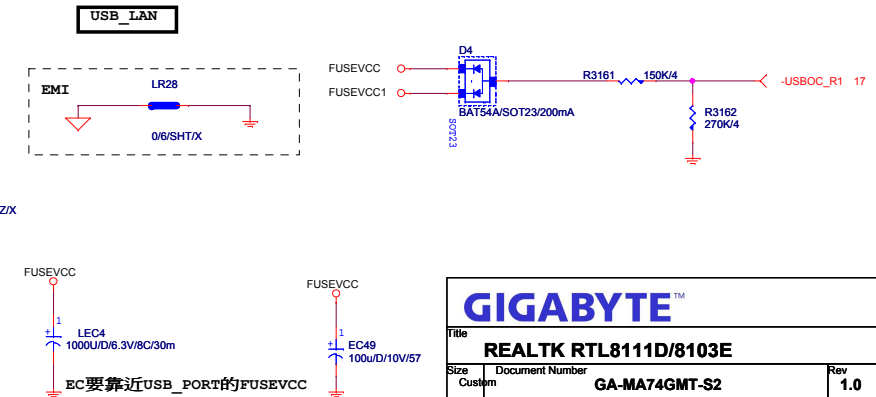 USB_LAN
EMI
LR28
0/6/SHT/X
FUSEVCC
FUSEVCC1
D4
BAT54A/SOT23/200mA
SOT23
R3161
150K/4
R3162
270K/4
-USBOC_R1 17
Z/X
FUSEVCC
1
+
LEC4
1000U/D/6.3V/8C/30m
FUSEVCC
1
+
EC49
100u/D/10V/57
EC要靠近USB_PORT的FUSEVCC
GIGABYTE™
Title
REALTK RTL8111D/8103E
Size
Custom
Document Number
GA-MA74GMT-S2
Rev
1.0